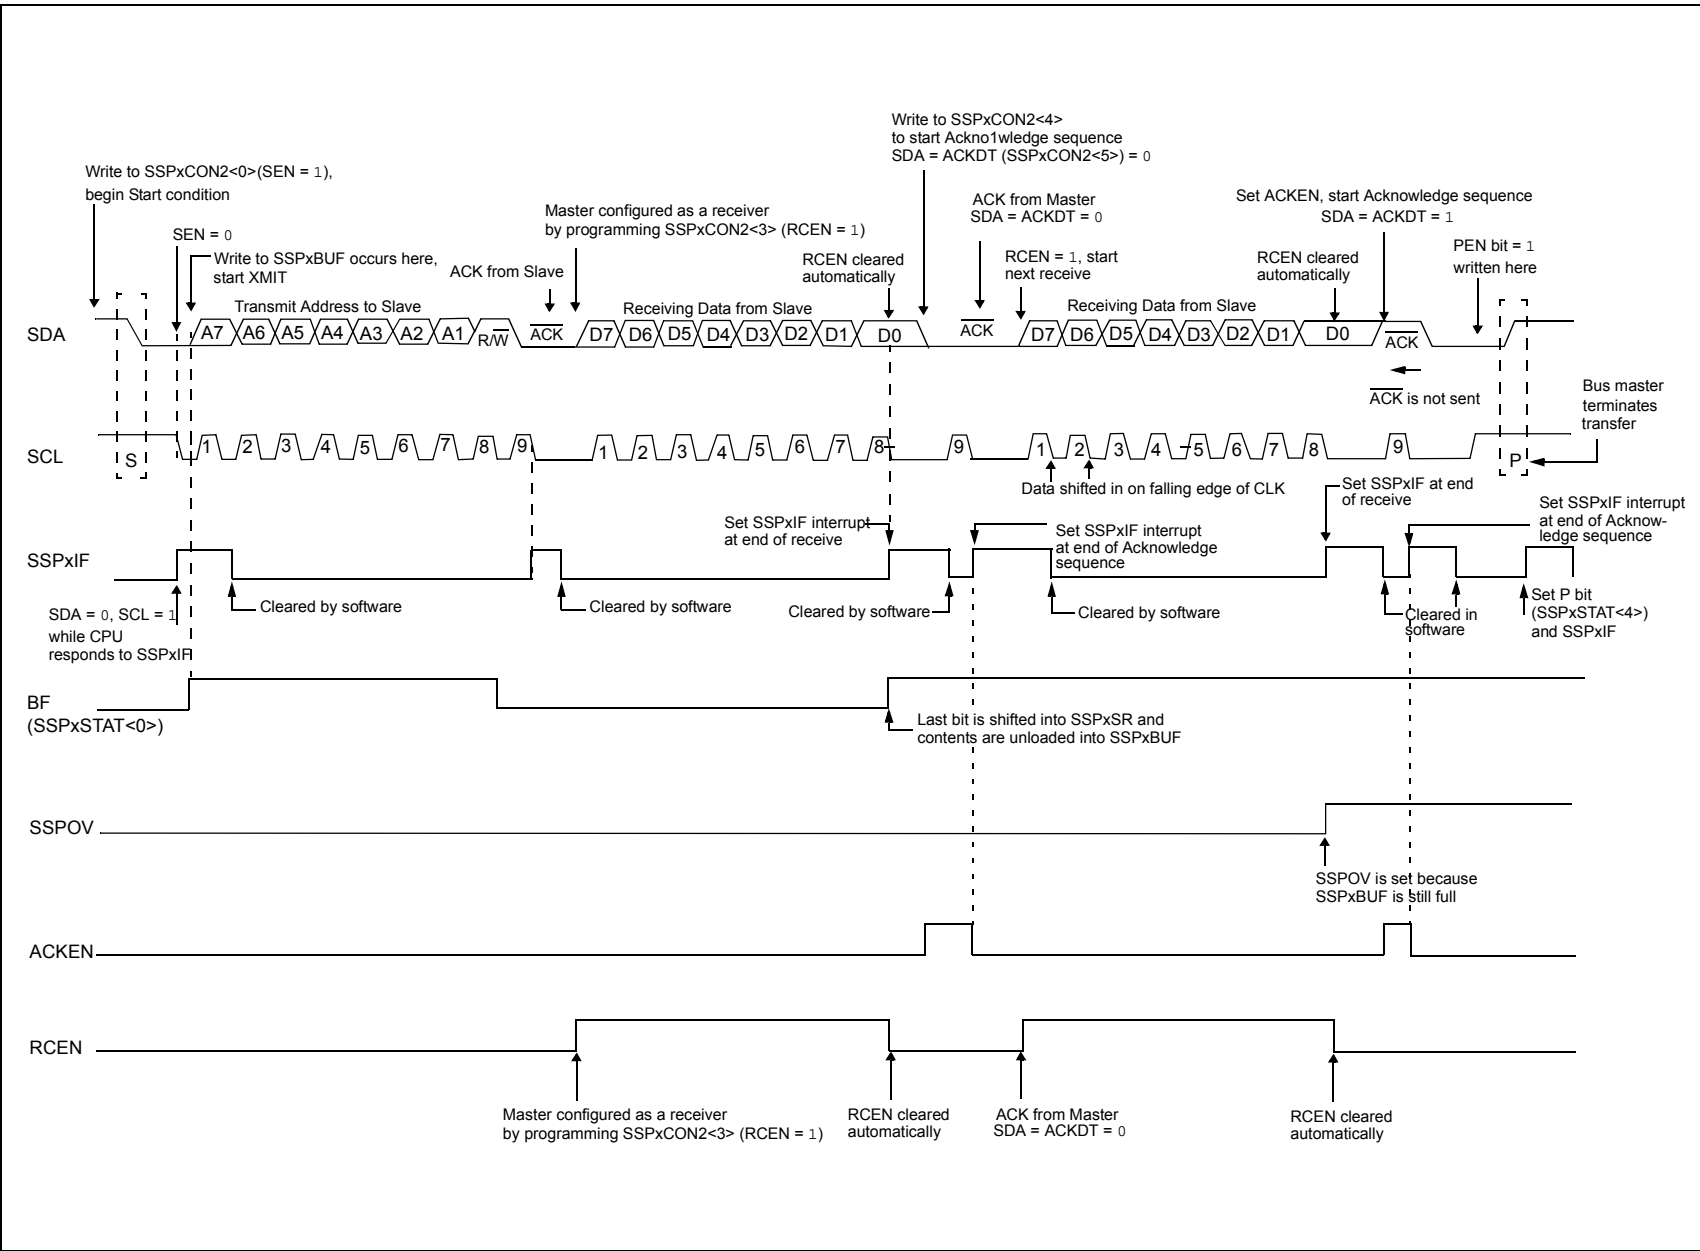 Write to SSPxCON2<4>
to start Ackno1wledge sequence
SDA = ACKDT (SSPxCON2<5>) = 0
Write to SSPxCON2<0>(SEN = 1),
begin Start condition
ACK from Master
SDA = ACKDT = 0
Set ACKEN, start Acknowledge sequence
SDA = ACKDT = 1
Master configured as a receiver
by programming SSPxCON2<3> (RCEN = 1)
SEN = 0
Write to SSPxBUF occurs here,
start XMIT
ACK from Slave
RCEN cleared
automatically
RCEN = 1, start
next receive
RCEN cleared
automatically
PEN bit = 1
written here
Transmit Address to Slave
Receiving Data from Slave
Receiving Data from Slave
SDA
A7 A6 A5 A4 A3 A2 A1 R/W ACK D7 D6 D5 D4 D3 D2 D1 D0 ACK D7 D6 D5 D4 D3 D2 D1 D0 ACK
ACK is not sent
Bus master
terminates
transfer
SCL
S 1 2 3 4 5 6 7 8 9 1 2 3 4 5 6 7 8 9 1 2 3 4 5 6 7 8 9 P
Data shifted in on falling edge of CLK
Set SSPxIF interrupt
at end of receive
Set SSPxIF interrupt
at end of Acknowledge
sequence
Set SSPxIF at end
of receive
Set SSPxIF interrupt
at end of Acknow-
ledge sequence
SSPxIF
SDA = 0, SCL = 1
while CPU
responds to SSPxIF
Cleared by software
Cleared by software
Cleared by software
Cleared by software
Cleared in
software
Set P bit
(SSPxSTAT<4>)
and SSPxIF
BF
(SSPxSTAT<0>)
Last bit is shifted into SSPxSR and
contents are unloaded into SSPxBUF
SSPOV
SSPOV is set because
SSPxBUF is still full
ACKEN
RCEN
Master configured as a receiver
by programming SSPxCON2<3> (RCEN = 1)
RCEN cleared
automatically
ACK from Master
SDA = ACKDT = 0
RCEN cleared
automatically